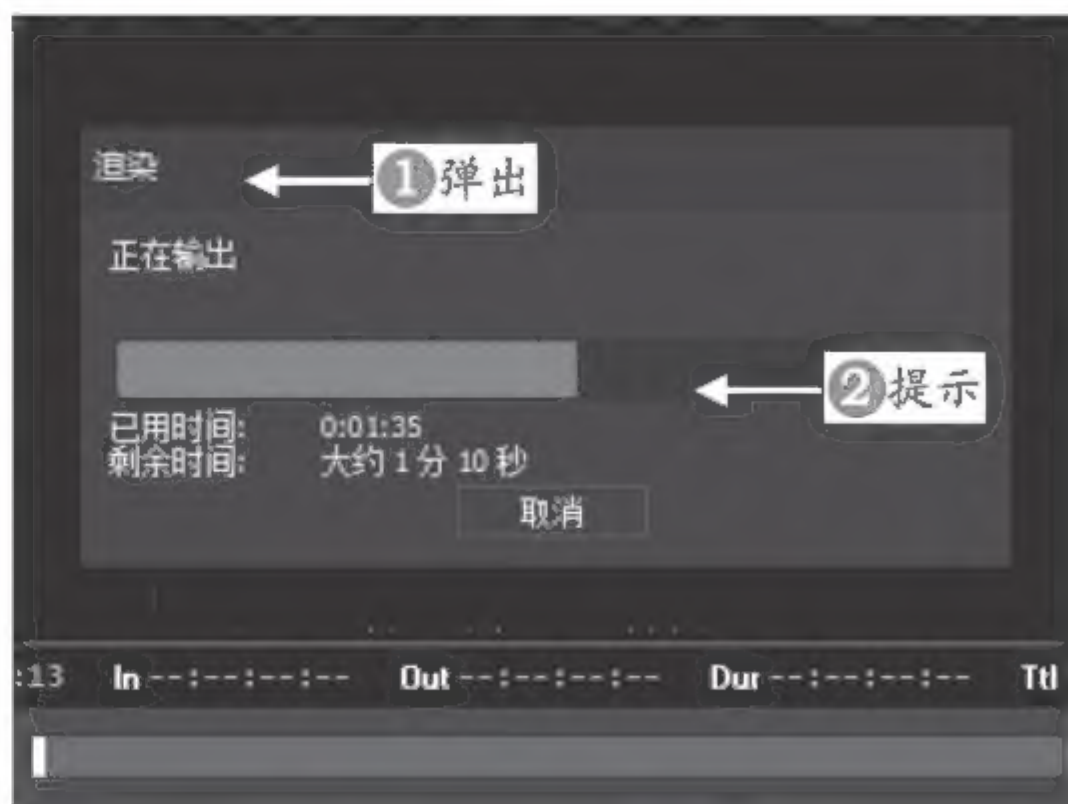 渲染
①弹出
正在输出
②提示
已用时间: 0:01:35
剩余时间: 大约 1 分 10 秒
取消
:13 In --:--:--:-- Out --:--:--:-- Dur --:--:--:-- Ttl